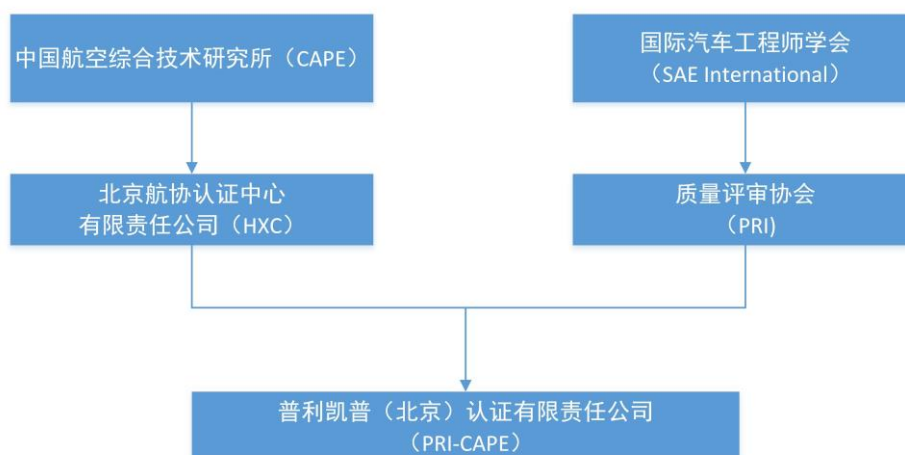 中国航空综合技术研究所（CAPE）
国际汽车工程师学会
（SAE International）
北京航协认证中心
有限责任公司（HXC）
质量评审协会
（PRI)
普利凯普（北京）认证有限责任公司
（PRI-CAPE）